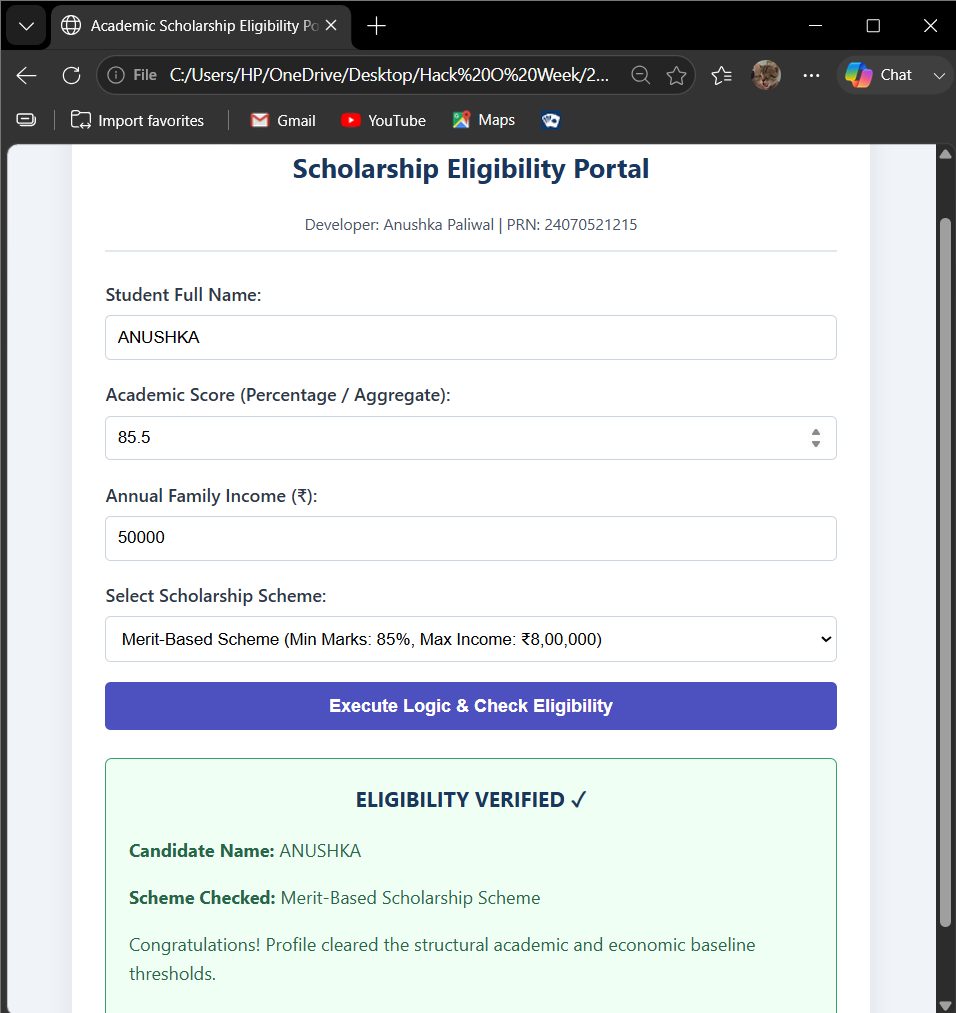 Academic Scholarship Eligibility Po
File C:/Users/HP/OneDrive/Desktop/Hack%20O%20Week/2...
Chat
Import favorites
Gmail
YouTube
Maps
Scholarship Eligibility Portal
Developer: Anushka Paliwal | PRN: 24070521215
Student Full Name:
ANUSHKA
Academic Score (Percentage / Aggregate):
85.5
Annual Family Income (₹):
50000
Select Scholarship Scheme:
Merit-Based Scheme (Min Marks: 85%, Max Income: ₹8,00,000)
Execute Logic & Check Eligibility
ELIGIBILITY VERIFIED ✓
Candidate Name: ANUSHKA
Scheme Checked: Merit-Based Scholarship Scheme
Congratulations! Profile cleared the structural academic and economic baseline
thresholds.